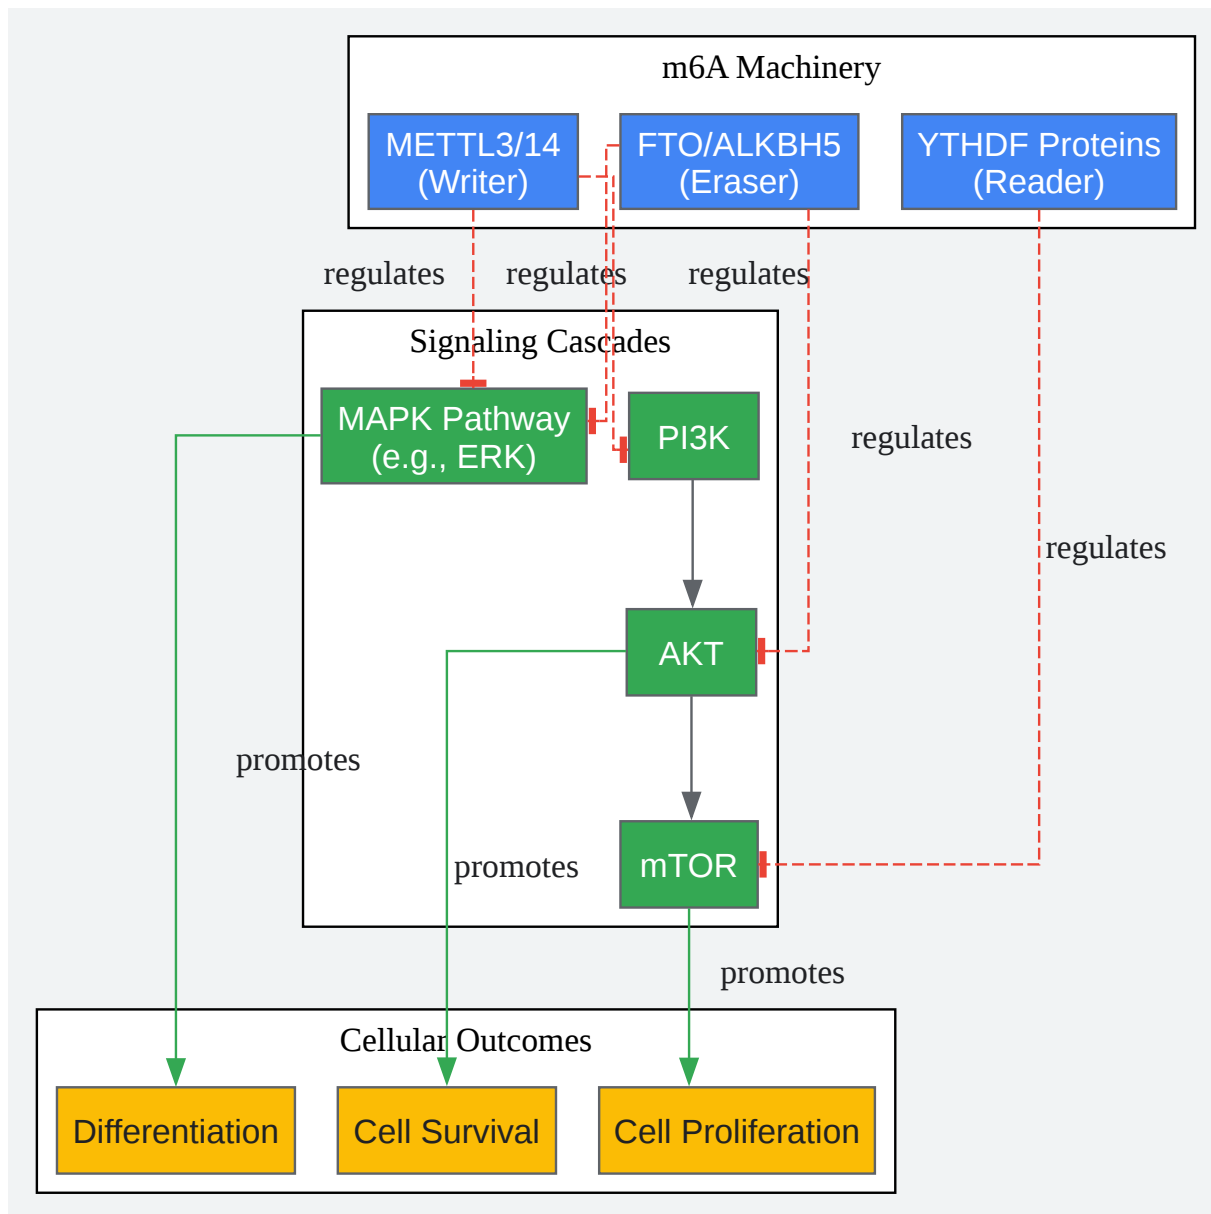 m6A Machinery
METTL3/14
(Writer)
FTO/ALKBH5
(Eraser)
YTHDF Proteins
(Reader)
regulates
regulates
regulates
Signaling Cascades
MAPK Pathway
(e.g., ERK)
PI3K
regulates
regulates
AKT
promotes
mTOR
promotes
promotes
Cellular Outcomes
Differentiation
Cell Survival
Cell Proliferation